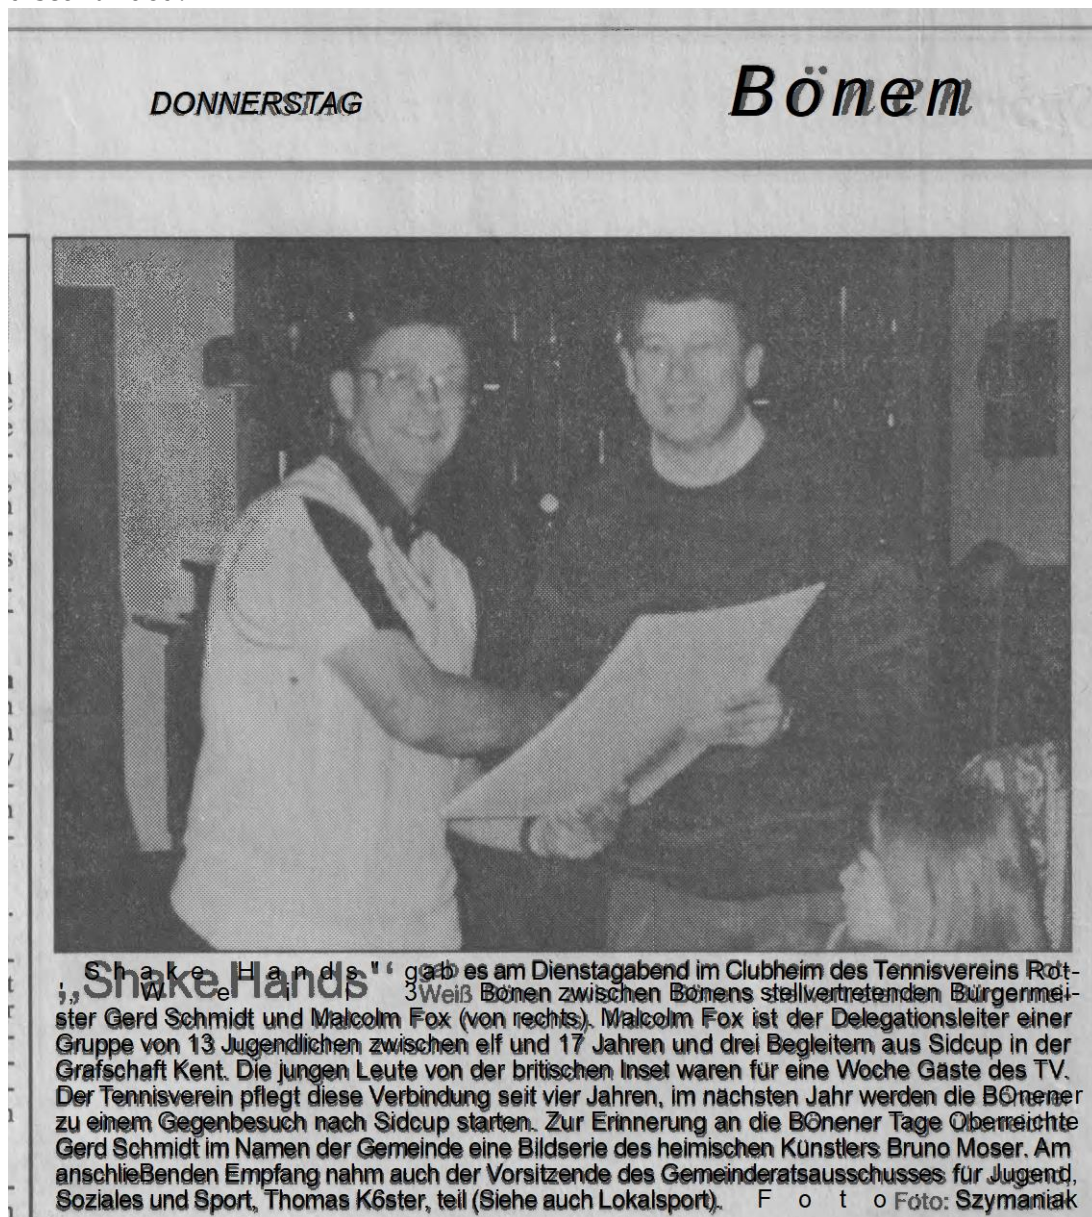 DONNERSTAG
Bönen
„Shake Hands" gab es am Dienstagabend im Clubheim des Tennisvereins Rot-
Weiß Bönen zwischen Bönens stellvertretenden Bürgermei-
ster Gerd Schmidt und Malcolm Fox (von rechts). Malcolm Fox ist der Delegationsleiter einer
Gruppe von 13 Jugendlichen zwischen elf und 17 Jahren und drei Begleitern aus Sidcup in der
Grafschaft Kent. Die jungen Leute von der britischen Insel waren für eine Woche Gäste des TV.
Der Tennisverein pflegt diese Verbindung seit vier Jahren, im nächsten Jahr werden die Bönener
zu einem Gegenbesuch nach Sidcup starten. Zur Erinnerung an die Bönener Tage überreichte
Gerd Schmidt im Namen der Gemeinde eine Bildserie des heimischen Künstlers Bruno Moser. Am
anschließenden Empfang nahm auch der Vorsitzende des Gemeinderatsausschusses für Jugend,
Soziales und Sport, Thomas Köster, teil (Siehe auch Lokalsport). Foto: Szymaniak